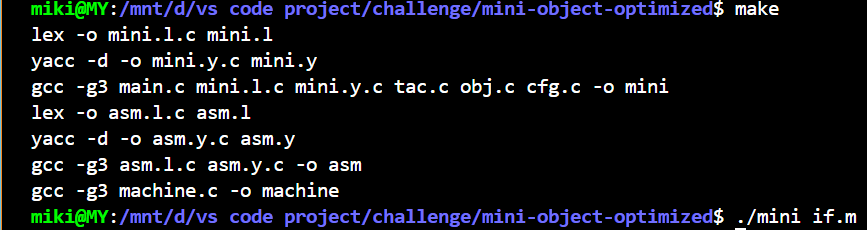 miki@MY:/mnt/d/vs code project/challenge/mini-object-optimized$ make
lex -o mini.l.c mini.l
yacc -d -o mini.y.c mini.y
gcc -g3 main.c mini.l.c mini.y.c tac.c obj.c cfg.c -o mini
lex -o asm.l.c asm.l
yacc -d -o asm.y.c asm.y
gcc -g3 asm.l.c asm.y.c -o asm
gcc -g3 machine.c -o machine
miki@MY:/mnt/d/vs code project/challenge/mini-object-optimized$ ./mini if.m